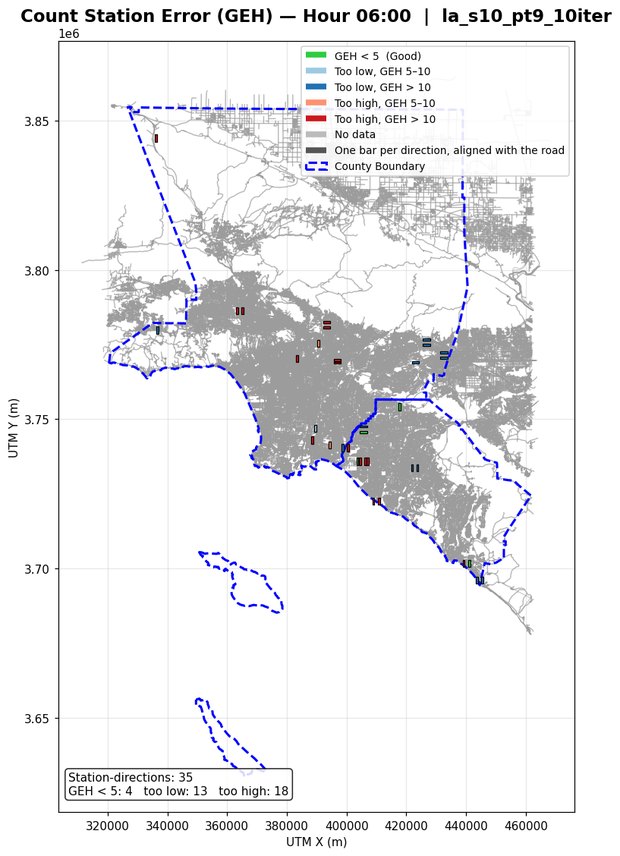 Count Station Error (GEH) — Hour 06:00  |  la_s10_pt9_10iter
1e6
GEH < 5  (Good)
Too low, GEH 5–10
Too low, GEH > 10
Too high, GEH 5–10
Too high, GEH > 10
No data
One bar per direction, aligned with the road
County Boundary
3.85
3.80
3.75
3.70
3.65
UTM Y (m)
Station-directions: 35
GEH < 5: 4   too low: 13   too high: 18
320000 340000 360000 380000 400000 420000 440000 460000
UTM X (m)